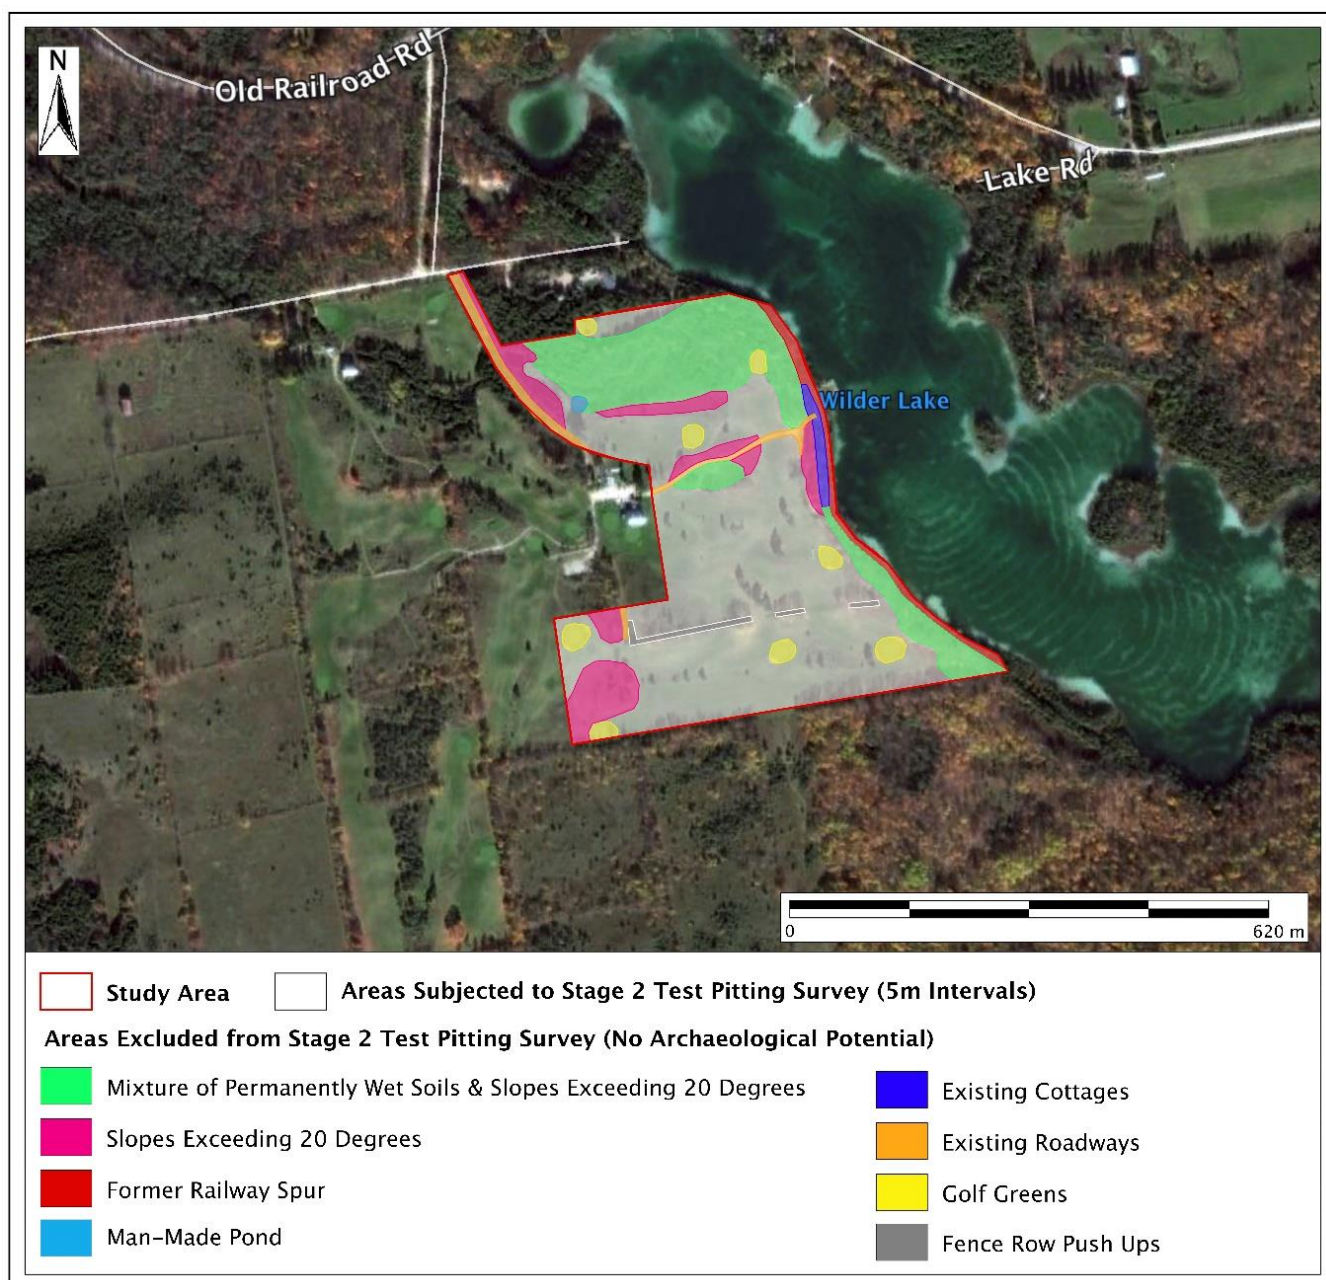 N
Old Railroad Rd
Lake Rd
Wilder Lake
0
620 m
Study Area
Areas Subjected to Stage 2 Test Pitting Survey (5m Intervals)
Areas Excluded from Stage 2 Test Pitting Survey (No Archaeological Potential)
Mixture of Permanently Wet Soils & Slopes Exceeding 20 Degrees
Slopes Exceeding 20 Degrees
Former Railway Spur
Man-Made Pond
Existing Cottages
Existing Roadways
Golf Greens
Fence Row Push Ups